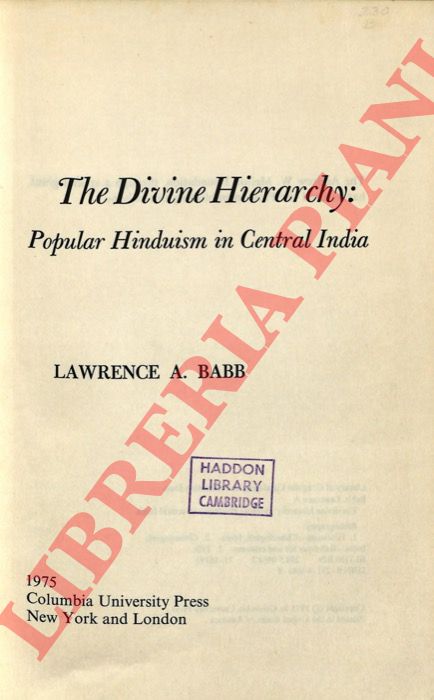 The Divine Hierarchy:
Popular Hinduism in Central India
LAWRENCE A. BABB
HADDON
LIBRARY
CAMBRIDGE
1975
Columbia University Press
New York and London
LIBRERIA PIANI